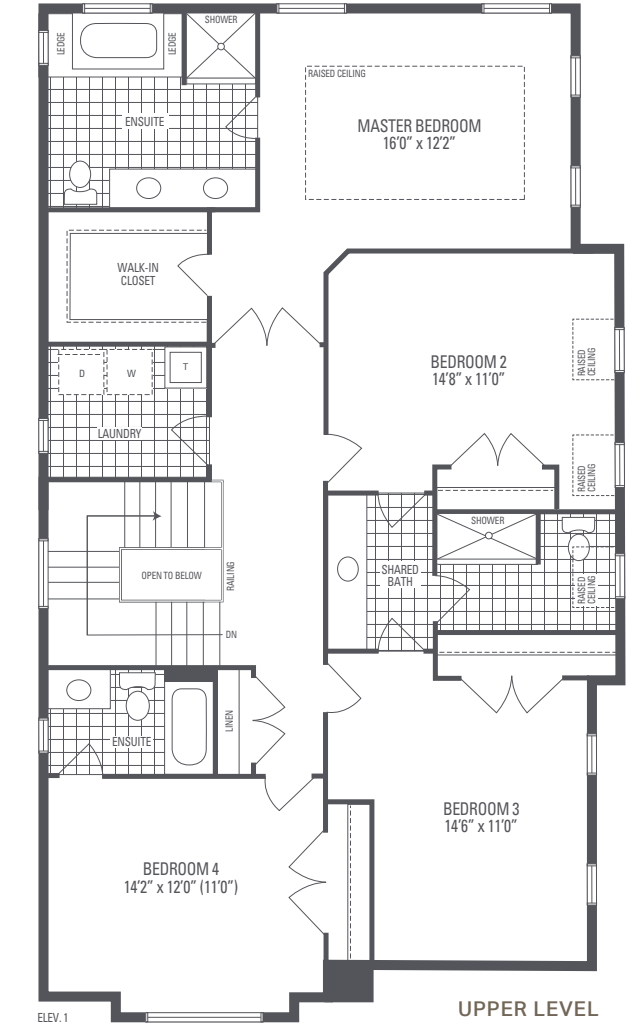 LEDGE
LEDGE
SHOWER
RAISED CEILING
ENSUITE
MASTER BEDROOM
16'0" x 12'2"
WALK-IN
CLOSET
BEDROOM 2
14'8" x 11'0"
RAISED
CEILING
D
W
T
LAUNDRY
RAISED
CEILING
SHOWER
OPEN TO BELOW
RAILING
SHARED
BATH
RAISED
CEILING
DN
LINEN
ENSUITE
BEDROOM 3
14'6" x 11'0"
BEDROOM 4
14'2" x 12'0" (11'0")
ELEV. 1
UPPER LEVEL